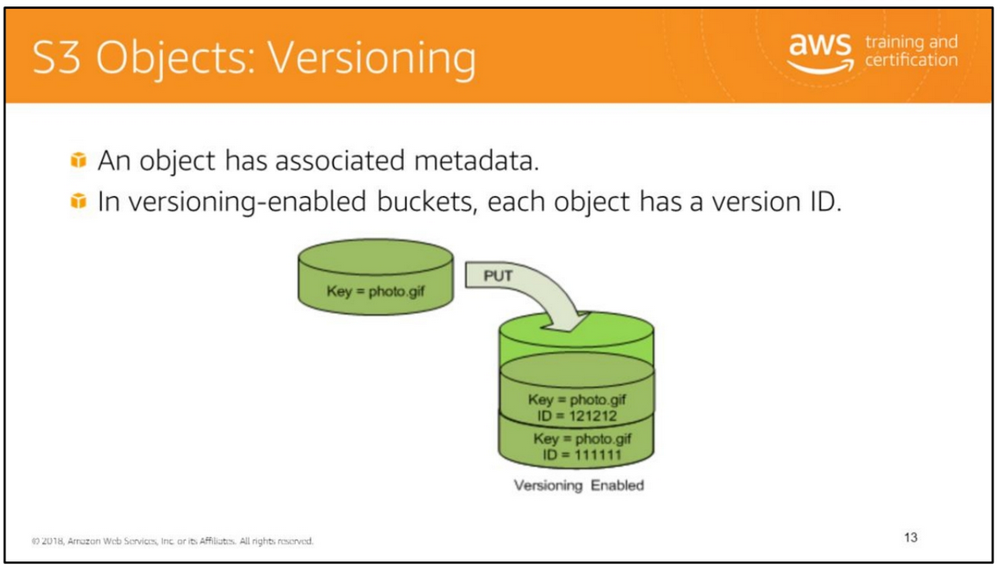 S3 Objects: Versioning
aws training and
certification
An object has associated metadata.
In versioning-enabled buckets, each object has a version ID.
Key = photo.gif
PUT
Key = photo.gif
ID = 121212
Key = photo.gif
ID = 111111
Versioning Enabled
© 2018, Amazon Web Services, Inc. or its Affiliates. All rights reserved.
13